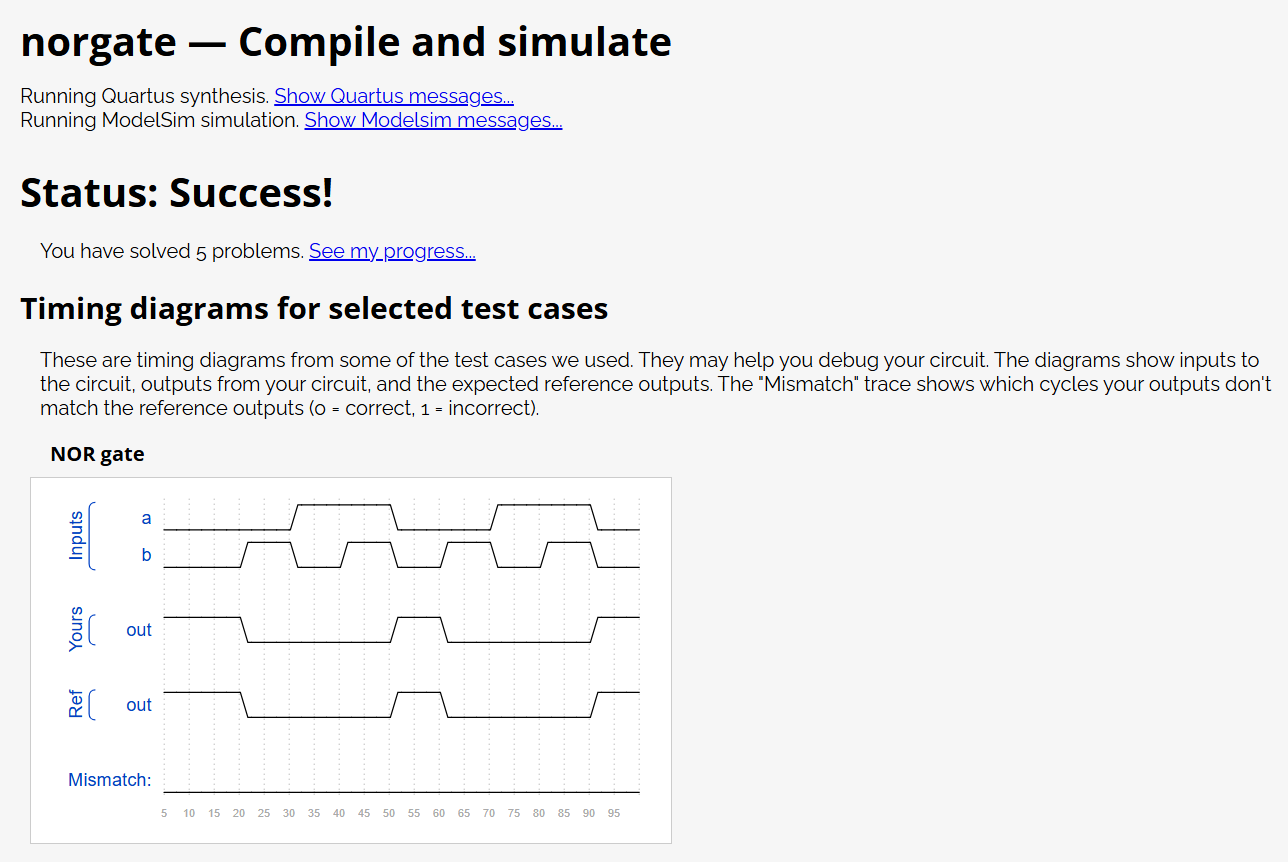 norgate — Compile and simulate
Running Quartus synthesis. Show Quartus messages...
Running ModelSim simulation. Show Modelsim messages...
Status: Success!
You have solved 5 problems. See my progress...
Timing diagrams for selected test cases
These are timing diagrams from some of the test cases we used. They may help you debug your circuit. The diagrams show inputs to
the circuit, outputs from your circuit, and the expected reference outputs. The "Mismatch" trace shows which cycles your outputs don't
match the reference outputs (0 = correct, 1 = incorrect).
NOR gate
Inputs
a
b
Yours
out
Ref
out
Mismatch:
5 10 15 20 25 30 35 40 45 50 55 60 65 70 75 80 85 90 95